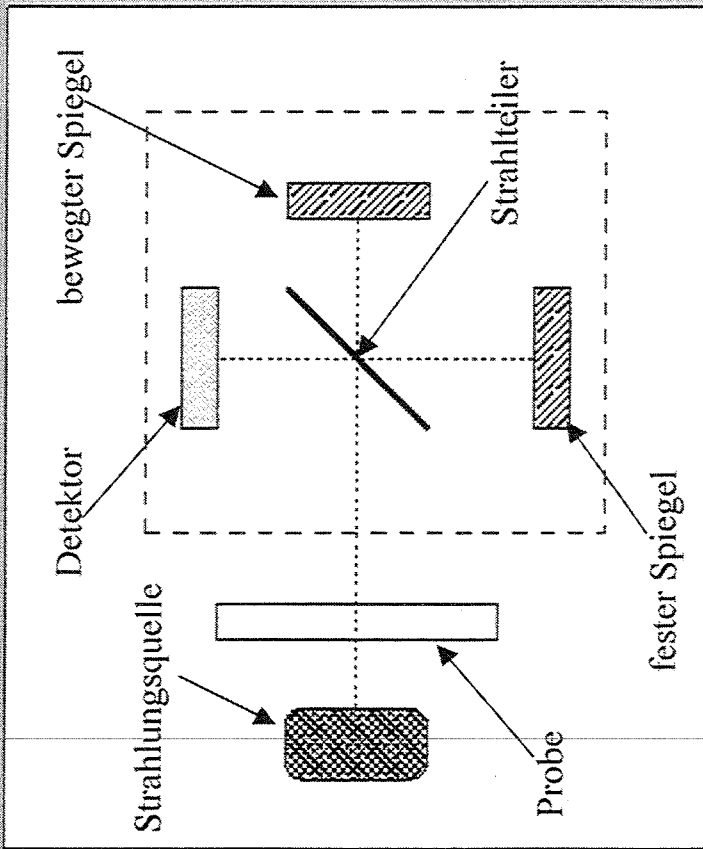 Strahlungsquelle
Detektor
bewegter Spiegel
Probe
fester Spiegel
Strahlteiler